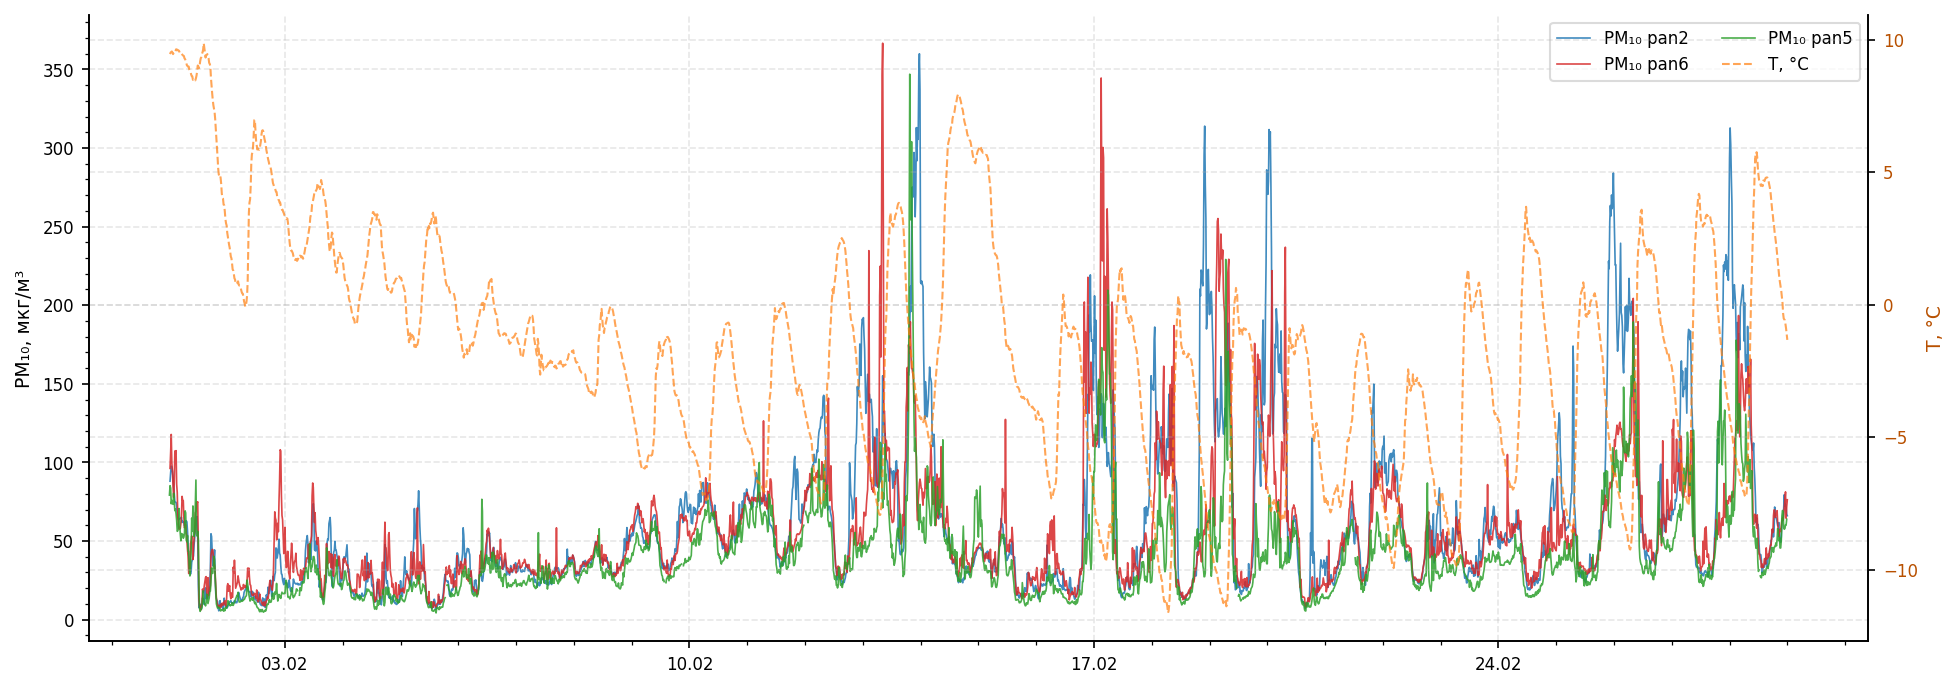 PM₁₀ pan2
PM₁₀ pan6
PM₁₀ pan5
T, °C
PM₁₀, мкг/м³
350
300
250
200
150
100
50
0
10
5
0
−5
−10
T, °C
03.02
10.02
17.02
24.02